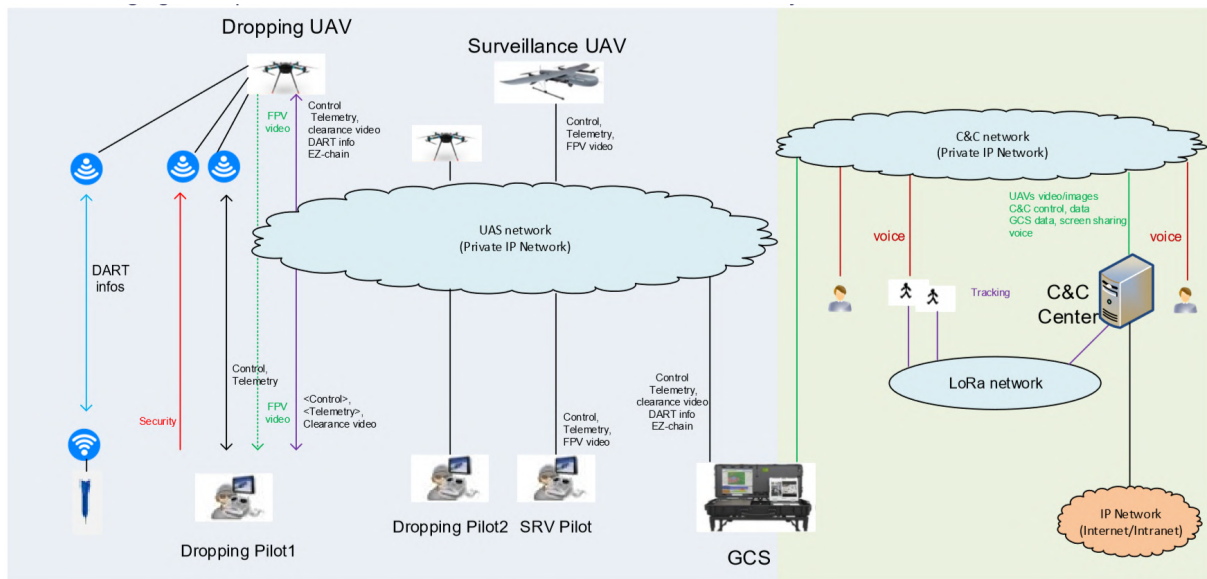 Dropping UAV
Surveillance UAV
FPV
video
Control
Telemetry,
clearance video
DART info
EZ-chain
Control,
Telemetry,
FPV video
C&C network
(Private IP Network)
UAVs video/images
C&C control, data
GCS data, screen sharing
voice
voice
voice
UAS network
(Private IP Network)
DART
infos
Tracking
C&C
Center
LoRa network
Control,
Telemetry
Security
FPV
video
<Control>,
<Telemetry>,
Clearance video
Control
Telemetry,
clearance video
DART info
EZ-chain
Control,
Telemetry,
FPV video
Dropping Pilot1
Dropping Pilot2
SRV Pilot
GCS
IP Network
(Internet/Intranet)